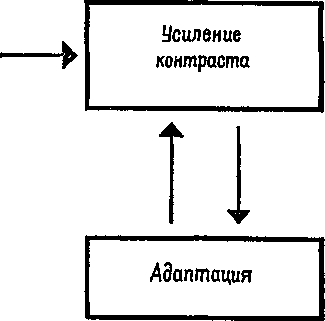 Усиление
контраста
Адаптация